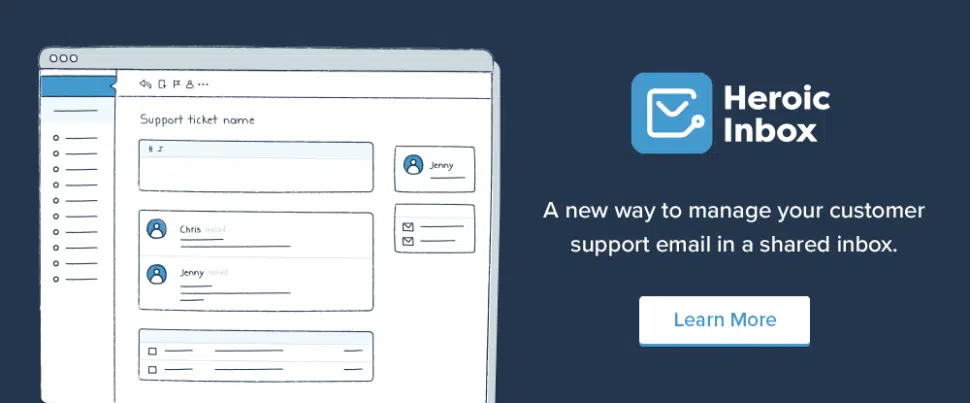 Support ticket name
B I
Jenny
Chris replied
Jenny replied
Heroic
Inbox
A new way to manage your customer
support email in a shared inbox.
Learn More